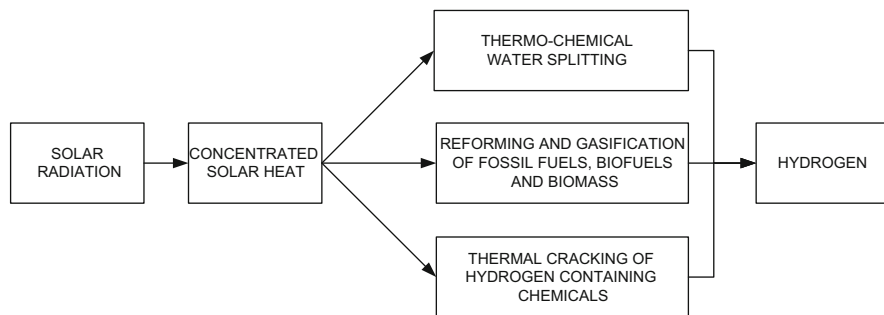 SOLAR
RADIATION
CONCENTRATED
SOLAR HEAT
THERMO-CHEMICAL
WATER SPLITTING
REFORMING AND GASIFICATION
OF FOSSIL FUELS, BIOFUELS
AND BIOMASS
THERMAL CRACKING OF
HYDROGEN CONTAINING
CHEMICALS
HYDROGEN